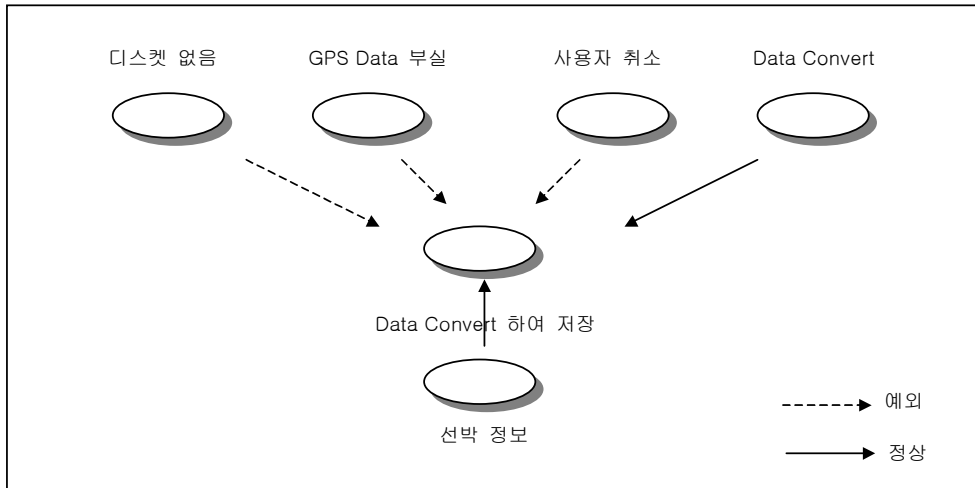 디스켓 없음
GPS Data 부실
사용자 취소
Data Convert
Data Convert 하여 저장
선박 정보
예외
정상